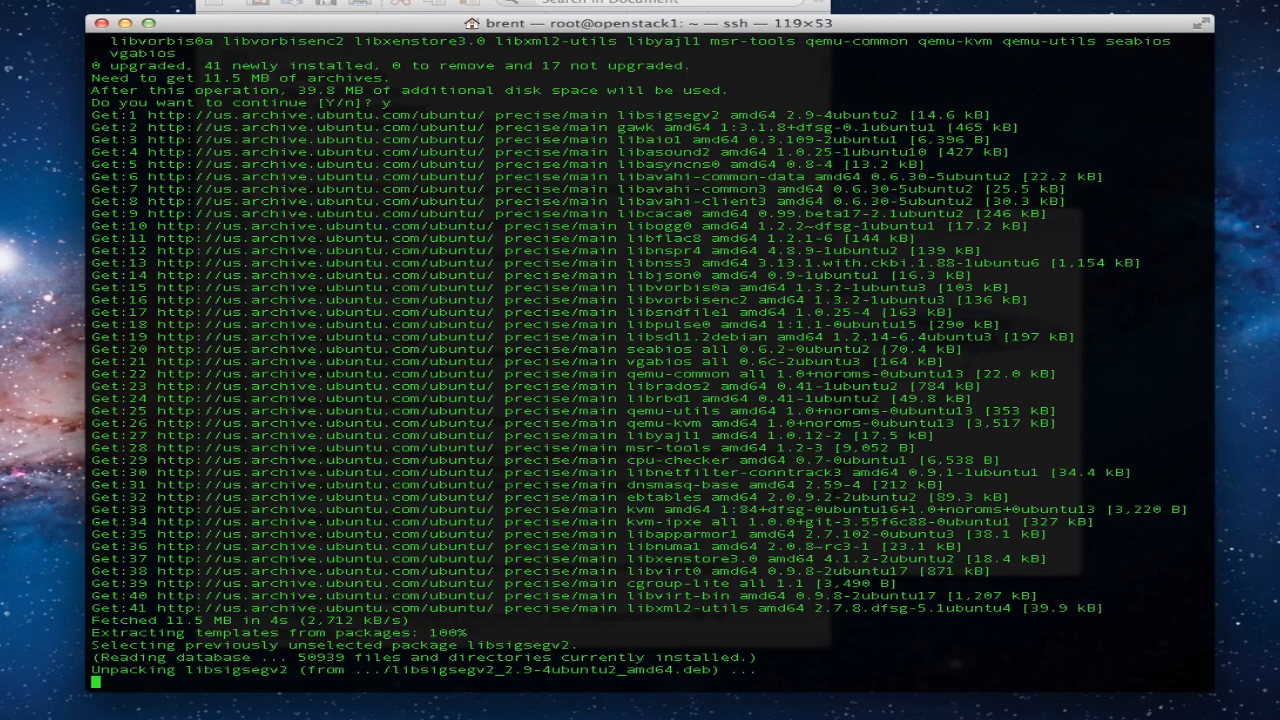 Search in Document
brent — root@openstack1: ~ — ssh — 119×53
libvorbis0a libvorbisenc2 libxenstore3.0 libxml2-utils libyajl1 msr-tools qemu-common qemu-kvm qemu-utils seabios
vgabios
0 upgraded, 41 newly installed, 0 to remove and 17 not upgraded.
Need to get 11.5 MB of archives.
After this operation, 39.8 MB of additional disk space will be used.
Do you want to continue [Y/n]? y
Get:1 http://us.archive.ubuntu.com/ubuntu/ precise/main libsigsegv2 amd64 2.9-4ubuntu2 [14.6 kB]
Get:2 http://us.archive.ubuntu.com/ubuntu/ precise/main gawk amd64 1:3.1.8+dfsg-0.1ubuntu1 [465 kB]
Get:3 http://us.archive.ubuntu.com/ubuntu/ precise/main libaio1 amd64 0.3.109-2ubuntu1 [6,396 B]
Get:4 http://us.archive.ubuntu.com/ubuntu/ precise/main libasound2 amd64 1.0.25-1ubuntu10 [427 kB]
Get:5 http://us.archive.ubuntu.com/ubuntu/ precise/main libasyncns0 amd64 0.8-4 [13.2 kB]
Get:6 http://us.archive.ubuntu.com/ubuntu/ precise/main libavahi-common-data amd64 0.6.30-5ubuntu2 [22.2 kB]
Get:7 http://us.archive.ubuntu.com/ubuntu/ precise/main libavahi-common3 amd64 0.6.30-5ubuntu2 [25.5 kB]
Get:8 http://us.archive.ubuntu.com/ubuntu/ precise/main libavahi-client3 amd64 0.6.30-5ubuntu2 [30.3 kB]
Get:9 http://us.archive.ubuntu.com/ubuntu/ precise/main libcaca0 amd64 0.99.beta17-2.1ubuntu2 [246 kB]
Get:10 http://us.archive.ubuntu.com/ubuntu/ precise/main libogg0 amd64 1.2.2~dfsg-1ubuntu1 [17.2 kB]
Get:11 http://us.archive.ubuntu.com/ubuntu/ precise/main libflac8 amd64 1.2.1-6 [144 kB]
Get:12 http://us.archive.ubuntu.com/ubuntu/ precise/main libnspr4 amd64 4.8.9-1ubuntu2 [139 kB]
Get:13 http://us.archive.ubuntu.com/ubuntu/ precise/main libnss3 amd64 3.13.1.with.ckbi.1.88-1ubuntu6 [1,154 kB]
Get:14 http://us.archive.ubuntu.com/ubuntu/ precise/main libjson0 amd64 0.9-1ubuntu1 [16.3 kB]
Get:15 http://us.archive.ubuntu.com/ubuntu/ precise/main libvorbis0a amd64 1.3.2-1ubuntu3 [103 kB]
Get:16 http://us.archive.ubuntu.com/ubuntu/ precise/main libvorbisenc2 amd64 1.3.2-1ubuntu3 [136 kB]
Get:17 http://us.archive.ubuntu.com/ubuntu/ precise/main libsndfile1 amd64 1.0.25-4 [163 kB]
Get:18 http://us.archive.ubuntu.com/ubuntu/ precise/main libpulse0 amd64 1:1.1-0ubuntu15 [290 kB]
Get:19 http://us.archive.ubuntu.com/ubuntu/ precise/main libsdl1.2debian amd64 1.2.14-6.4ubuntu3 [197 kB]
Get:20 http://us.archive.ubuntu.com/ubuntu/ precise/main seabios all 0.6.2-0ubuntu2 [70.4 kB]
Get:21 http://us.archive.ubuntu.com/ubuntu/ precise/main vgabios all 0.6c-2ubuntu3 [164 kB]
Get:22 http://us.archive.ubuntu.com/ubuntu/ precise/main qemu-common all 1.0+noroms-0ubuntu13 [22.0 kB]
Get:23 http://us.archive.ubuntu.com/ubuntu/ precise/main librados2 amd64 0.41-1ubuntu2 [784 kB]
Get:24 http://us.archive.ubuntu.com/ubuntu/ precise/main librbd1 amd64 0.41-1ubuntu2 [49.8 kB]
Get:25 http://us.archive.ubuntu.com/ubuntu/ precise/main qemu-utils amd64 1.0+noroms-0ubuntu13 [353 kB]
Get:26 http://us.archive.ubuntu.com/ubuntu/ precise/main qemu-kvm amd64 1.0+noroms-0ubuntu13 [3,517 kB]
Get:27 http://us.archive.ubuntu.com/ubuntu/ precise/main libyajl1 amd64 1.0.12-2 [17.5 kB]
Get:28 http://us.archive.ubuntu.com/ubuntu/ precise/main msr-tools amd64 1.2-3 [9,052 B]
Get:29 http://us.archive.ubuntu.com/ubuntu/ precise/main cpu-checker amd64 0.7-0ubuntu1 [6,538 B]
Get:30 http://us.archive.ubuntu.com/ubuntu/ precise/main libnetfilter-conntrack3 amd64 0.9.1-1ubuntu1 [34.4 kB]
Get:31 http://us.archive.ubuntu.com/ubuntu/ precise/main dnsmasq-base amd64 2.59-4 [212 kB]
Get:32 http://us.archive.ubuntu.com/ubuntu/ precise/main ebtables amd64 2.0.9.2-2ubuntu2 [89.3 kB]
Get:33 http://us.archive.ubuntu.com/ubuntu/ precise/main kvm amd64 1:84+dfsg-0ubuntu16+1.0+noroms+0ubuntu13 [3,220 B]
Get:34 http://us.archive.ubuntu.com/ubuntu/ precise/main kvm-ipxe all 1.0.0+git-3.55f6c88-0ubuntu1 [327 kB]
Get:35 http://us.archive.ubuntu.com/ubuntu/ precise/main libapparmor1 amd64 2.7.102-0ubuntu3 [38.1 kB]
Get:36 http://us.archive.ubuntu.com/ubuntu/ precise/main libnuma1 amd64 2.0.8~rc3-1 [23.1 kB]
Get:37 http://us.archive.ubuntu.com/ubuntu/ precise/main libxenstore3.0 amd64 4.1.2-2ubuntu2 [18.4 kB]
Get:38 http://us.archive.ubuntu.com/ubuntu/ precise/main libvirt0 amd64 0.9.8-2ubuntu17 [871 kB]
Get:39 http://us.archive.ubuntu.com/ubuntu/ precise/main cgroup-lite all 1.1 [3,490 B]
Get:40 http://us.archive.ubuntu.com/ubuntu/ precise/main libvirt-bin amd64 0.9.8-2ubuntu17 [1,207 kB]
Get:41 http://us.archive.ubuntu.com/ubuntu/ precise/main libxml2-utils amd64 2.7.8.dfsg-5.1ubuntu4 [39.9 kB]
Fetched 11.5 MB in 4s (2,712 kB/s)
Extracting templates from packages: 100%
Selecting previously unselected package libsigsegv2.
(Reading database ... 50939 files and directories currently installed.)
Unpacking libsigsegv2 (from .../libsigsegv2_2.9-4ubuntu2_amd64.deb) ...